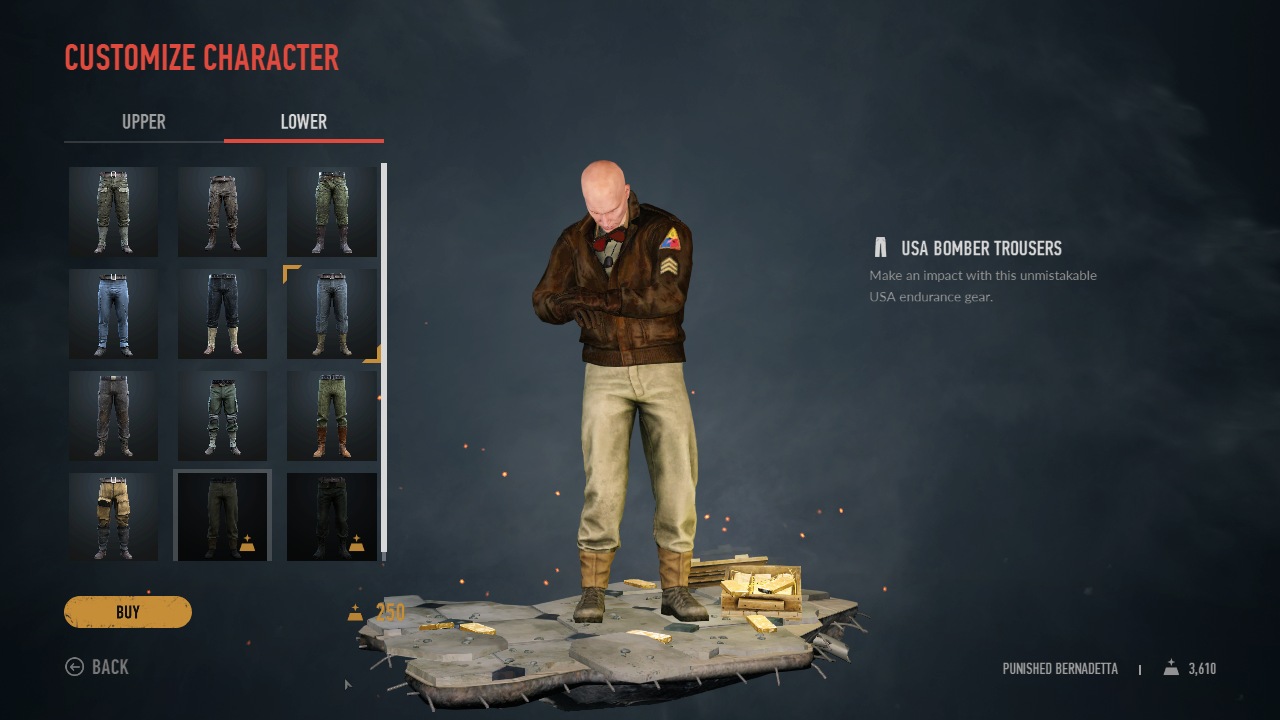 CUSTOMIZE CHARACTER
UPPER
LOWER
USA BOMBER TROUSERS
Make an impact with this unmistakable
USA endurance gear.
BUY
250
BACK
PUNISHED BERNADETTA
3,610